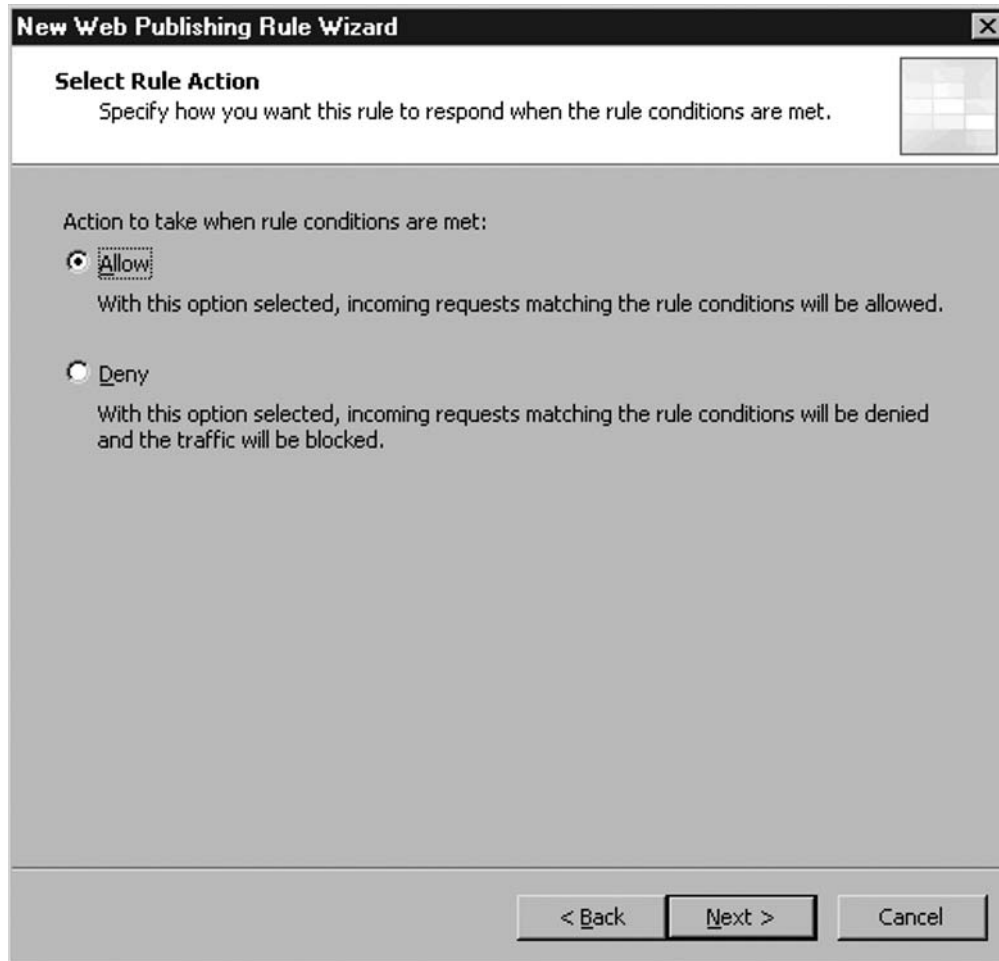 New Web Publishing Rule Wizard
Select Rule Action
Specify how you want this rule to respond when the rule conditions are met.
Action to take when rule conditions are met:
Allow
With this option selected, incoming requests matching the rule conditions will be allowed.
Deny
With this option selected, incoming requests matching the rule conditions will be denied
and the traffic will be blocked.
< Back
Next >
Cancel